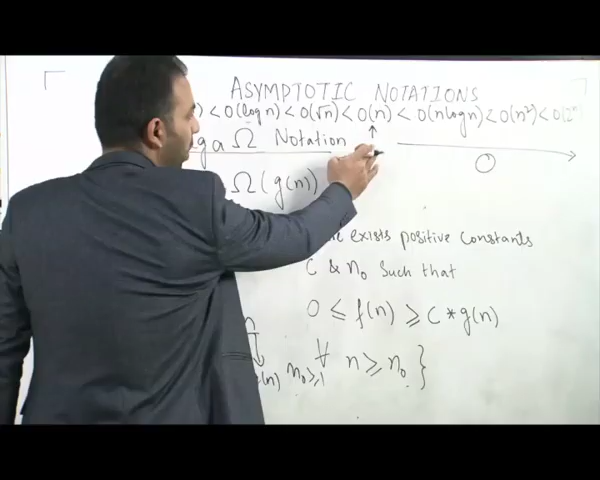 ASYMPTOTIC NOTATIONS
) < O(log n) < O(√n) < O(n) < O(n log n) < O(n²) < O(2ⁿ
ga Ω Notation
Ω(g(n))
exists positive constants
C & n₀ such that
0 ≤ f(n) ≥ C * g(n)
∀ n ≥ n₀ }
(n) n₀ ≥ 1